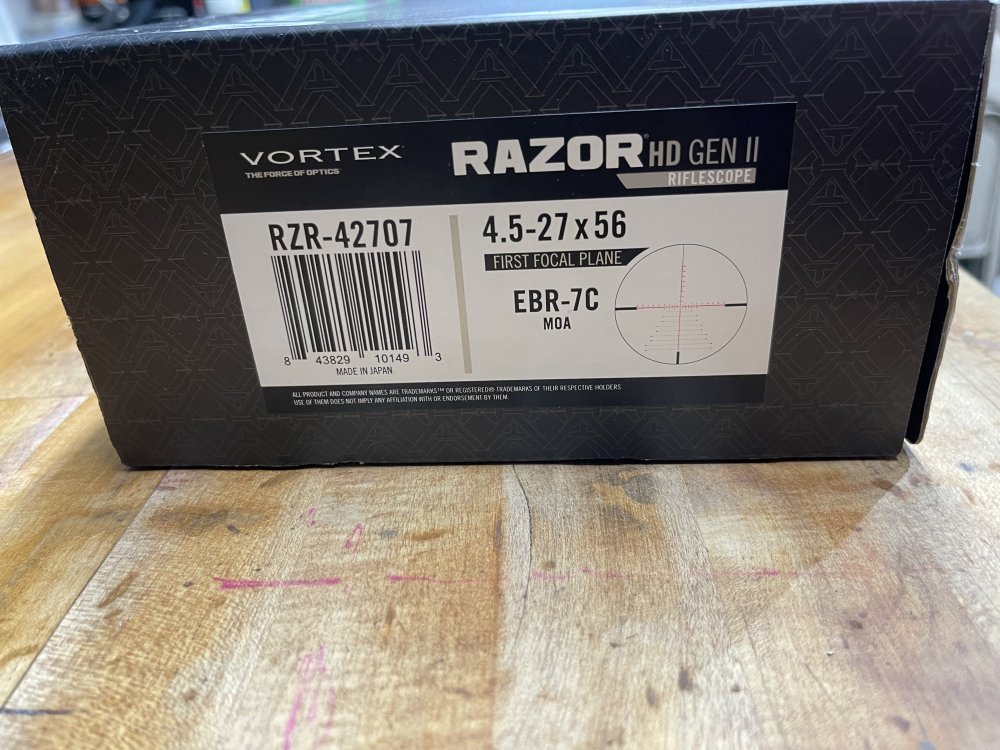 VORTEX
THE FORCE OF OPTICS
RAZOR® HD GEN II
RIFLESCOPE
RZR-42707
8 43829 10149 3
MADE IN JAPAN
4.5-27 x 56
FIRST FOCAL PLANE
EBR-7C
MOA
ALL PRODUCT AND COMPANY NAMES ARE TRADEMARKS™ OR REGISTERED® TRADEMARKS OF THEIR RESPECTIVE HOLDERS.
USE OF THEM DOES NOT IMPLY ANY AFFILIATION WITH OR ENDORSEMENT BY THEM.